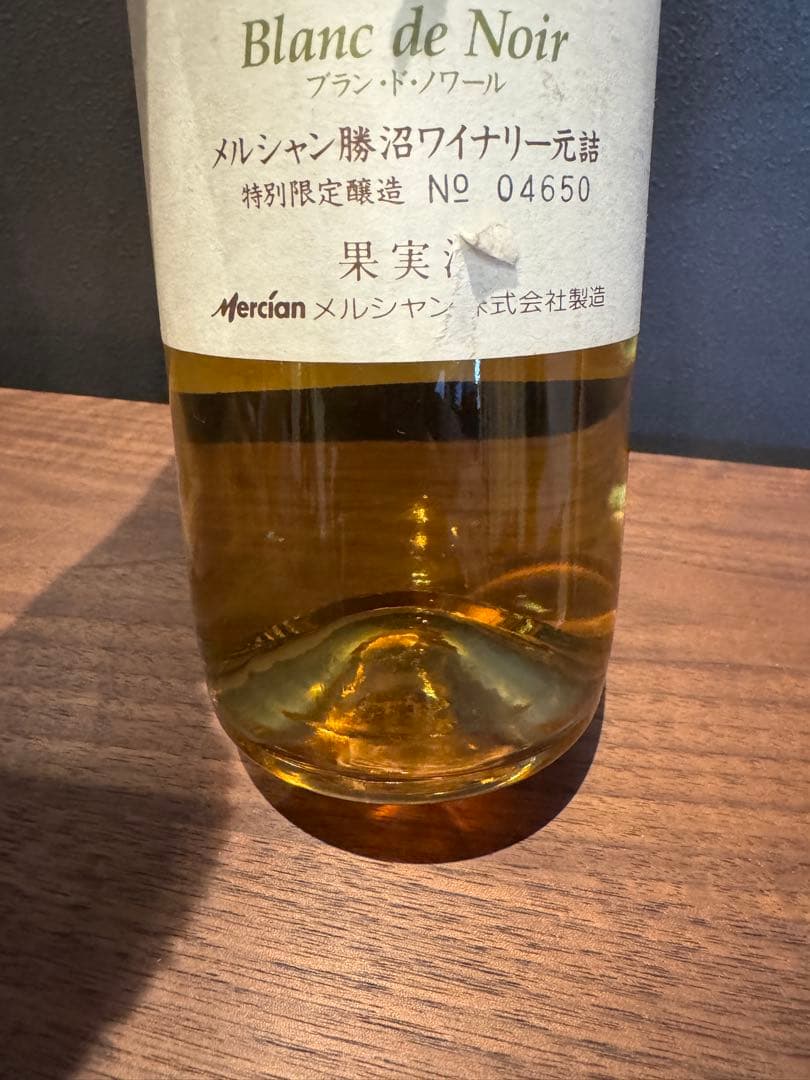 Blanc de Noir
ブラン・ド・ノワール
メルシャン勝沼ワイナリー元詰
特別限定醸造 № 04650
果実
Mercian メルシャン 式会社製造